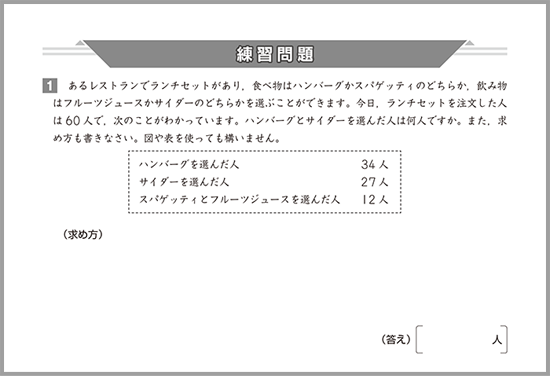 練習問題
1 あるレストランでランチセットがあり，食べ物はハンバーグかスパゲッティのどちらか，飲み物
はフルーツジュースかサイダーのどちらかを選ぶことができます。今日，ランチセットを注文した人
は60人で，次のことがわかっています。ハンバーグとサイダーを選んだ人は何人ですか。また，求
め方も書きなさい。図や表を使っても構いません。
ハンバーグを選んだ人 34人
サイダーを選んだ人 27人
スパゲッティとフルーツジュースを選んだ人 12人
（求め方）
（答え） 人